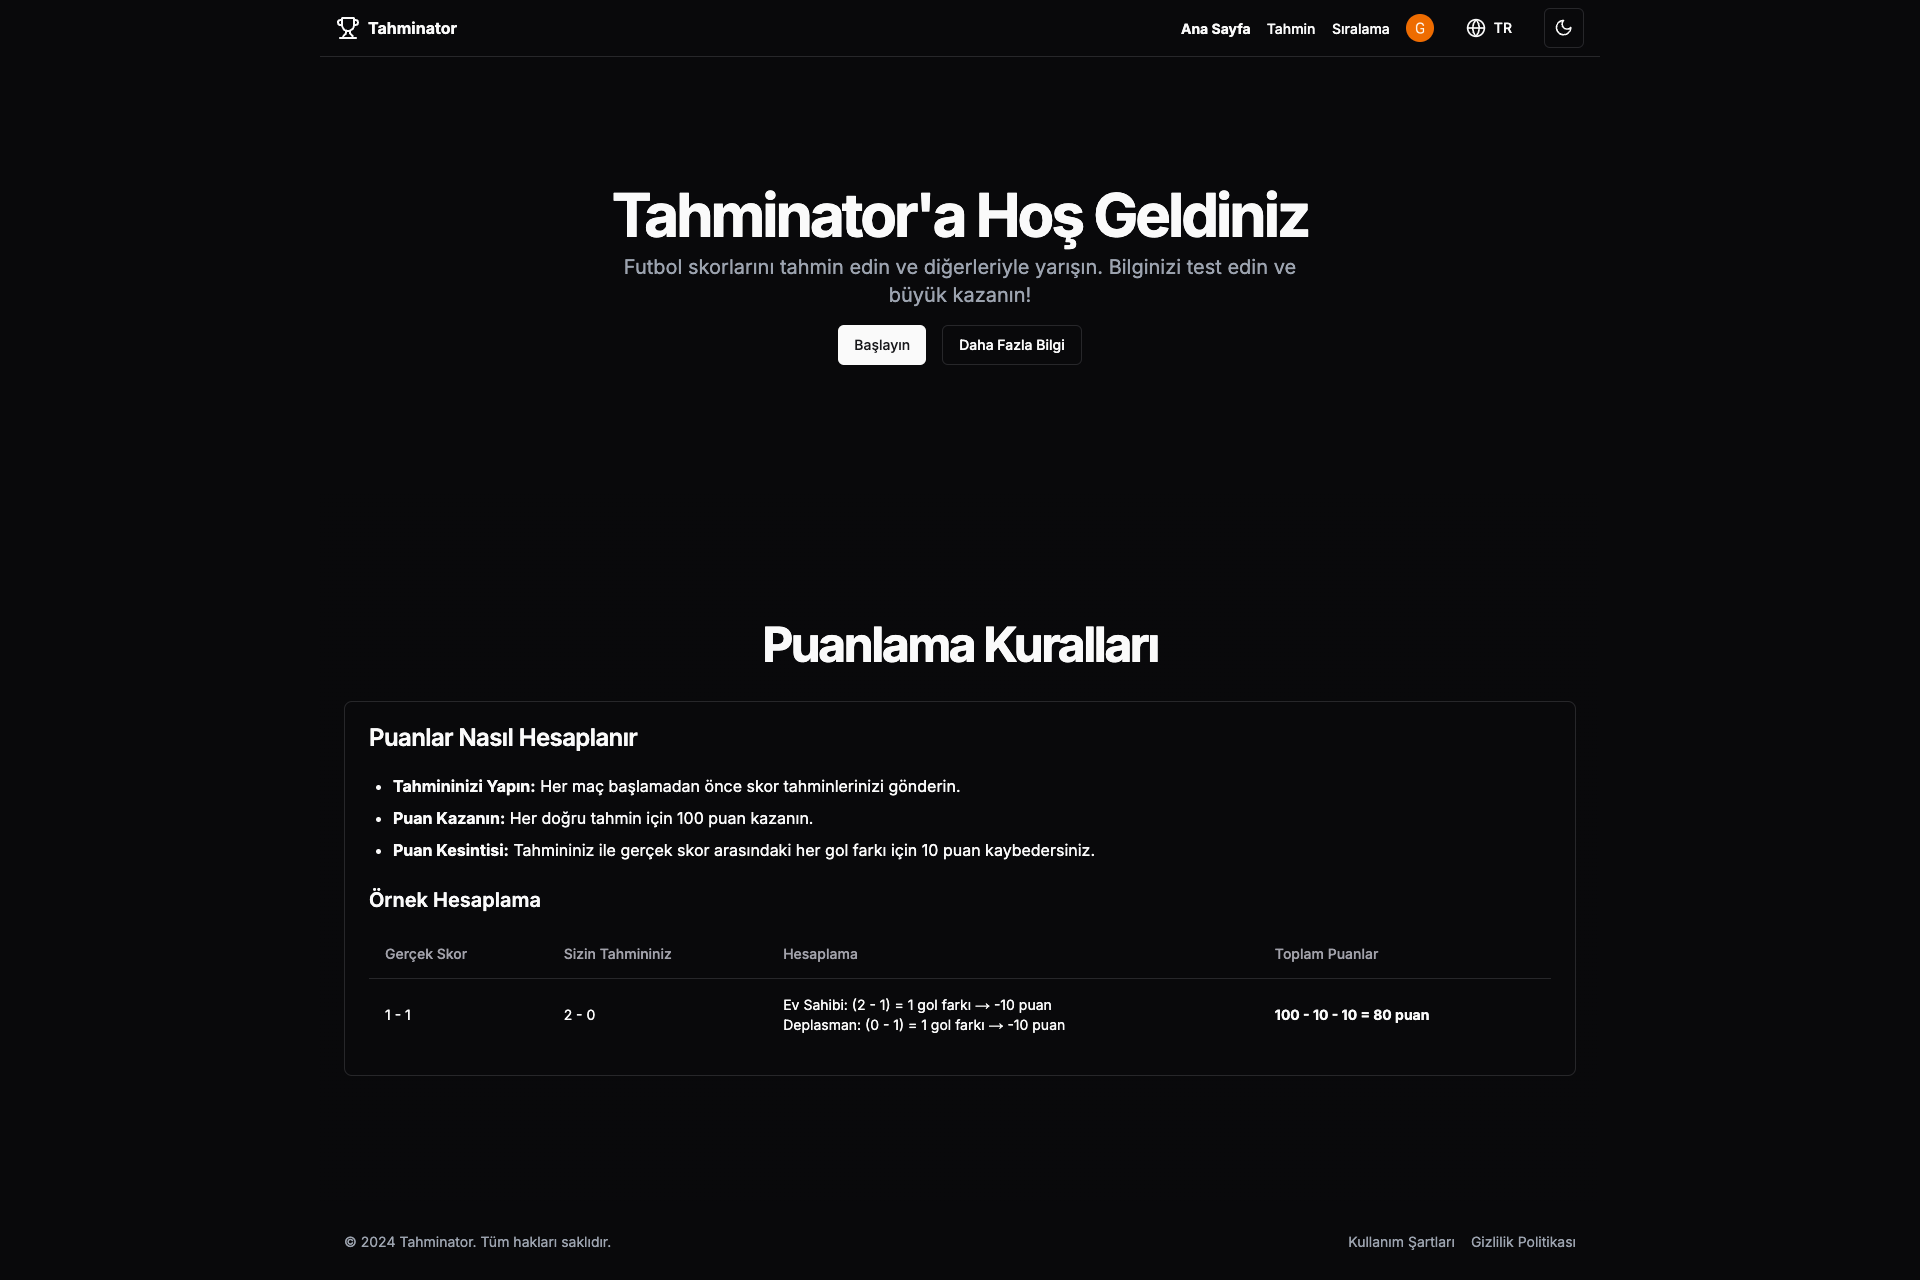 Tahminator
Ana Sayfa
Tahmin
Sıralama
G
TR
Tahminator'a Hoş Geldiniz
Futbol skorlarını tahmin edin ve diğerleriyle yarışın. Bilginizi test edin ve
büyük kazanın!
Başlayın
Daha Fazla Bilgi
Puanlama Kuralları
Puanlar Nasıl Hesaplanır
• Tahmininizi Yapın: Her maç başlamadan önce skor tahminlerinizi gönderin.
• Puan Kazanın: Her doğru tahmin için 100 puan kazanın.
• Puan Kesintisi: Tahmininiz ile gerçek skor arasındaki her gol farkı için 10 puan kaybedersiniz.
Örnek Hesaplama
Gerçek Skor
Sizin Tahmininiz
Hesaplama
Toplam Puanlar
1 - 1
2 - 0
Ev Sahibi: (2 - 1) = 1 gol farkı → -10 puan
Deplasman: (0 - 1) = 1 gol farkı → -10 puan
100 - 10 - 10 = 80 puan
© 2024 Tahminator. Tüm hakları saklıdır.
Kullanım Şartları
Gizlilik Politikası